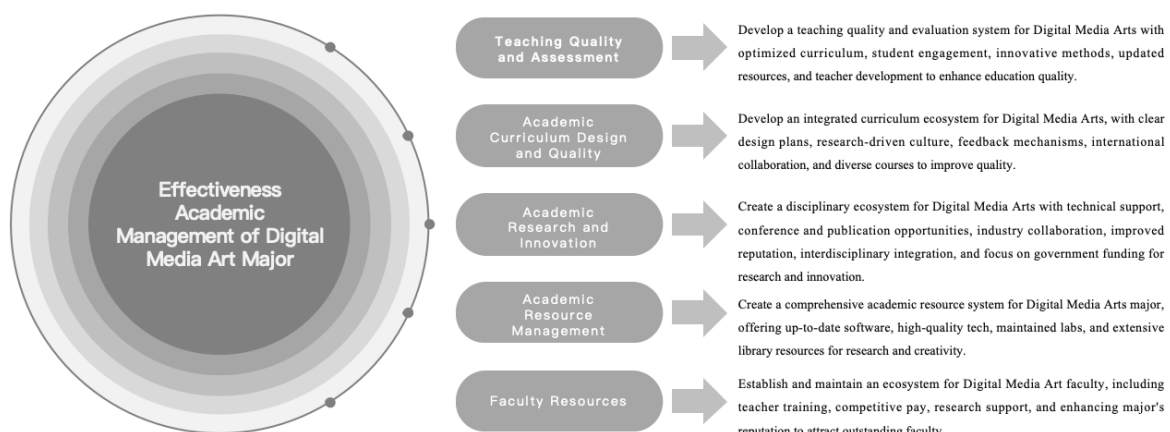 Effectiveness
Academic
Management of Digital
Media Art Major
Teaching Quality
and Assessment
Develop a teaching quality and evaluation system for Digital Media Arts with
optimized curriculum, student engagement, innovative methods, updated
resources, and teacher development to enhance education quality.
Academic
Curriculum Design
and Quality
Develop an integrated curriculum ecosystem for Digital Media Arts, with clear
design plans, research-driven culture, feedback mechanisms, international
collaboration, and diverse courses to improve quality.
Academic
Research and
Innovation
Create a disciplinary ecosystem for Digital Media Arts with technical support,
conference and publication opportunities, industry collaboration, improved
reputation, interdisciplinary integration, and focus on government funding for
research and innovation.
Academic
Resource
Management
Create a comprehensive academic resource system for Digital Media Arts major,
offering up-to-date software, high-quality tech, maintained labs, and extensive
library resources for research and creativity.
Faculty Resources
Establish and maintain an ecosystem for Digital Media Art faculty, including
teacher training, competitive pay, research support, and enhancing major's
reputation to attract outstanding faculty.